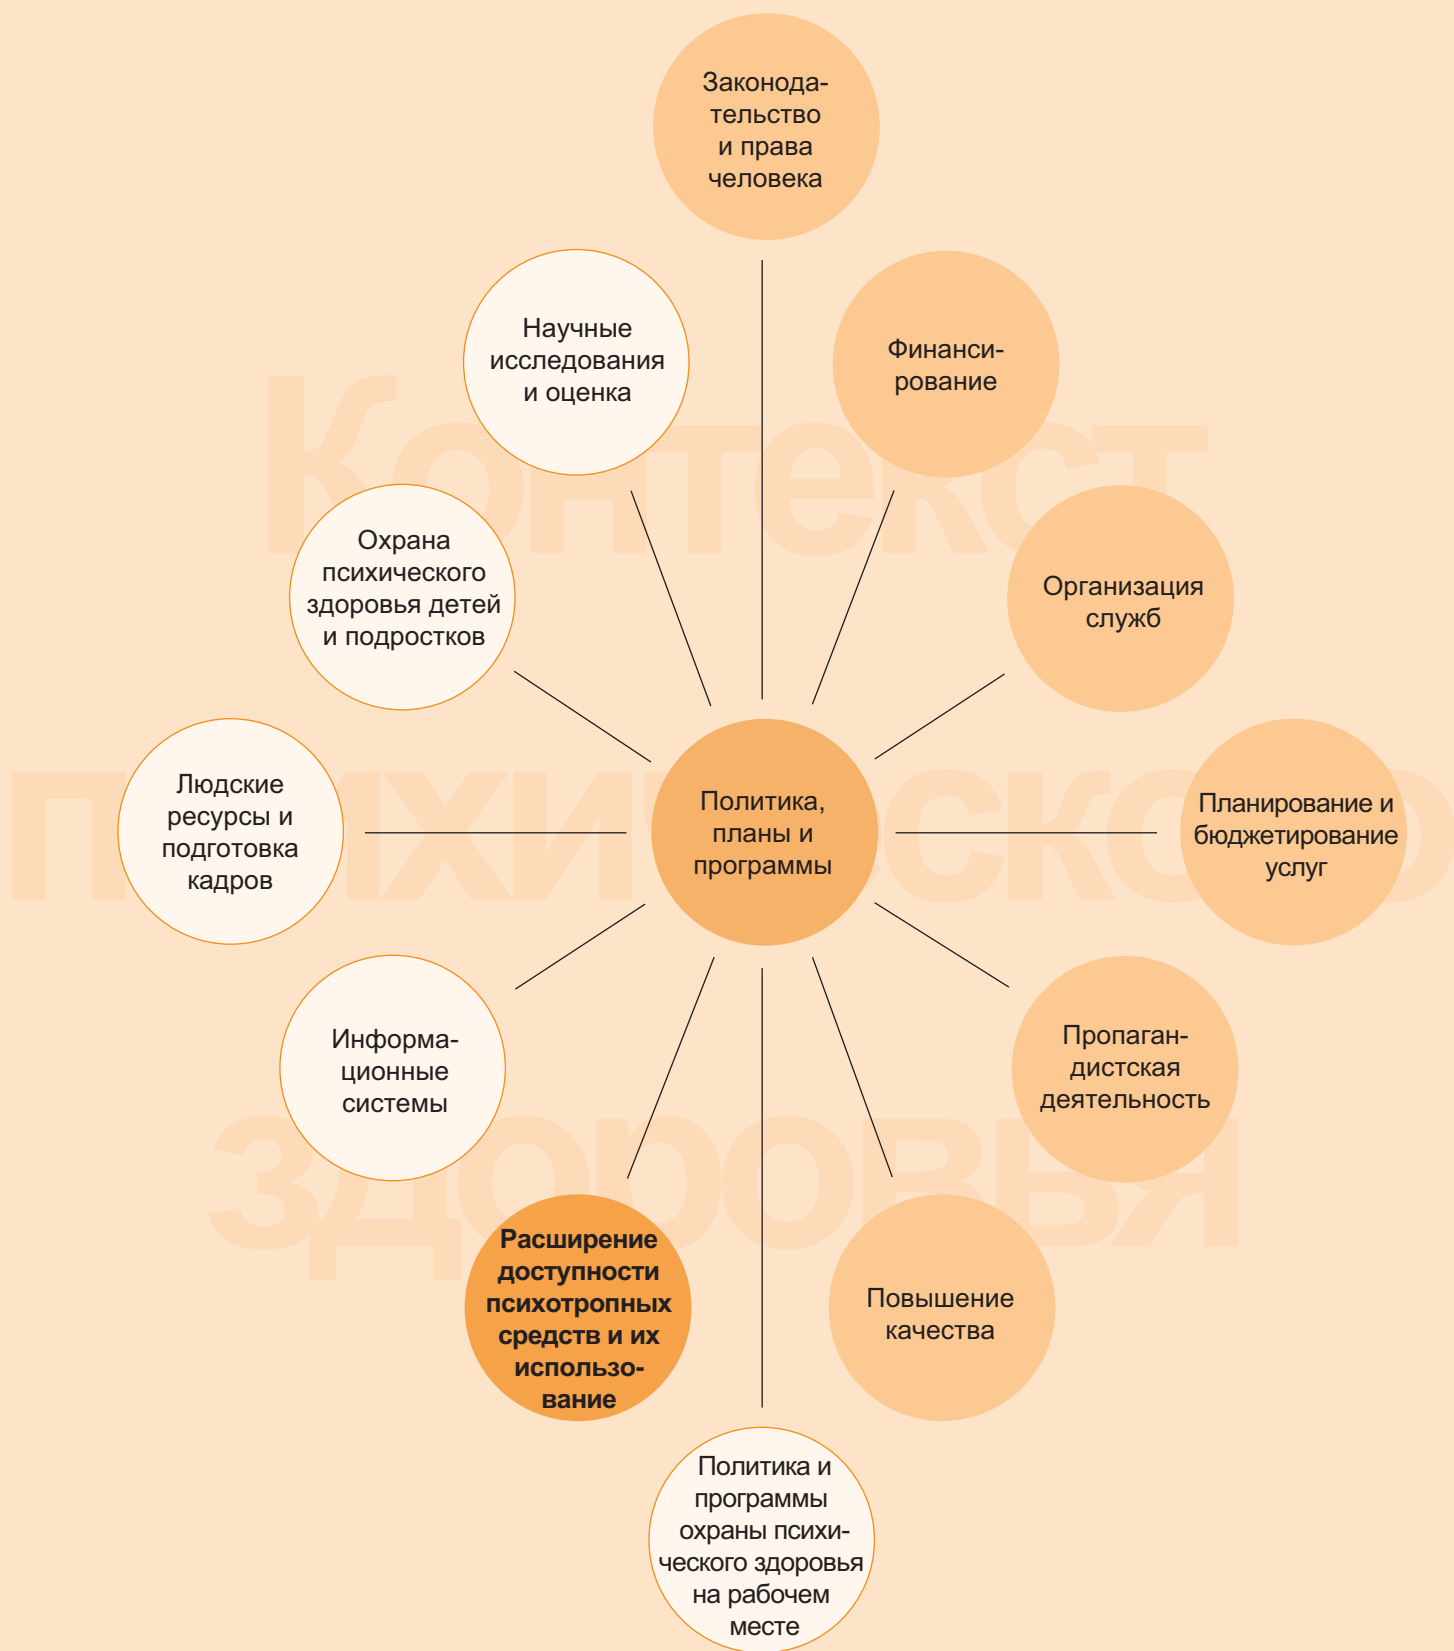 Контекст
психического
здоровья
Законода-
тельство
и права
человека
Научные
исследования
и оценка
Финанси-
рование
Охрана
психического
здоровья детей
и подростков
Организация
служб
Людские
ресурсы и
подготовка
кадров
Политика,
планы и
программы
Планирование и
бюджетирование
услуг
Информа-
ционные
системы
Пропаган-
дистская
деятельность
Расширение
доступности
психотропных
средств и их
использо-
вание
Повышение
качества
Политика и
программы
охраны психи-
ческого здоровья
на рабочем
месте